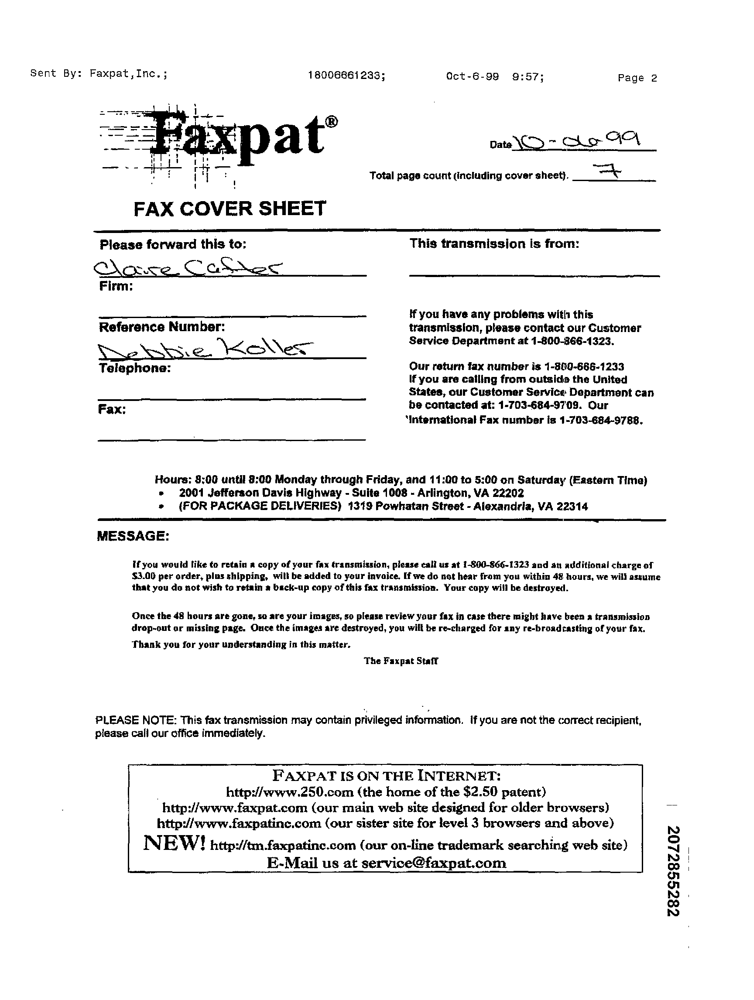 Sent By: Faxpat,Inc.; 18006661233; Oct-6-99 9:57; Page 2
Faxpat®
Date 10-06-99
Total page count (including cover sheet). 7
FAX COVER SHEET
Please forward this to:
Claire
Firm:
Reference Number:
Debbie Koller
Telephone:
Fax:
This transmission is from:
If you have any problems with this
transmission, please contact our Customer
Service Department at 1-800-866-1323.
Our return fax number is 1-800-666-1233
If you are calling from outside the United
States, our Customer Service Department can
be contacted at: 1-703-684-9709. Our
International Fax number is 1-703-684-9788.
Hours: 8:00 until 8:00 Monday through Friday, and 11:00 to 5:00 on Saturday (Eastern Time)
• 2001 Jefferson Davis Highway - Suite 1008 - Arlington, VA 22202
• (FOR PACKAGE DELIVERIES) 1319 Powhatan Street - Alexandria, VA 22314
MESSAGE:
If you would like to retain a copy of your fax transmission, please call us at 1-800-866-1323 and an additional charge of
$3.00 per order, plus shipping, will be added to your invoice. If we do not hear from you within 48 hours, we will assume
that you do not wish to retain a back-up copy of this fax transmission. Your copy will be destroyed.
Once the 48 hours are gone, so are your images, so please review your fax in case there might have been a transmission
drop-out or missing page. Once the images are destroyed, you will be re-charged for any re-broadcasting of your fax.
Thank you for your understanding in this matter.
The Faxpat Staff
PLEASE NOTE: This fax transmission may contain privileged information. If you are not the correct recipient,
please call our office immediately.
FAXPAT IS ON THE INTERNET:
http://www.250.com (the home of the $2.50 patent)
http://www.faxpat.com (our main web site designed for older browsers)
http://www.faxpatinc.com (our sister site for level 3 browsers and above)
NEW! http://tm.faxpatinc.com (our on-line trademark searching web site)
E-Mail us at service@faxpat.com
2072855282